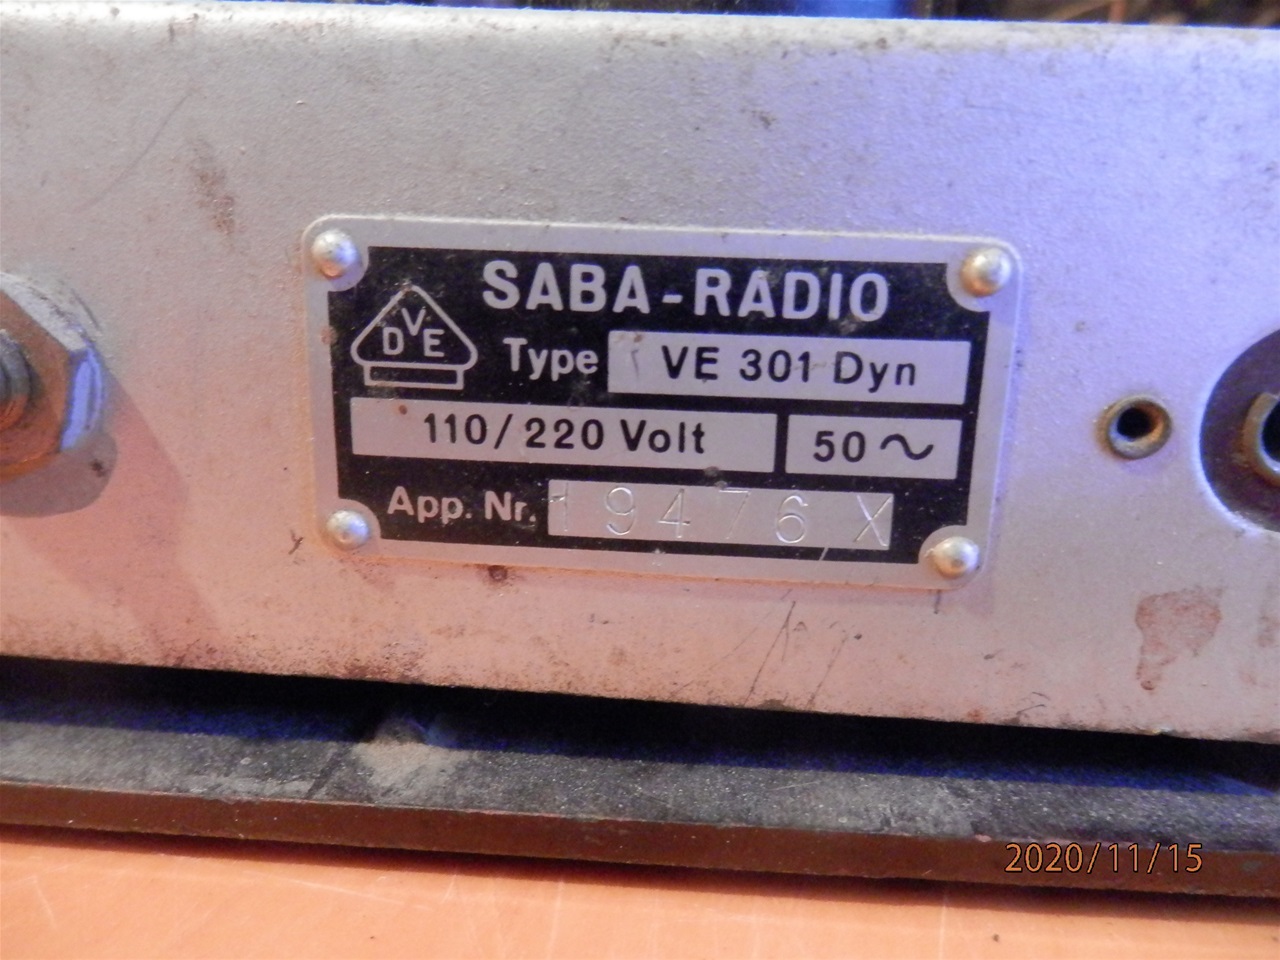 SABA-RADIO
DVE
Type VE 301 Dyn
110/220 Volt 50 ~
App. Nr. 19476 X
2020/11/15